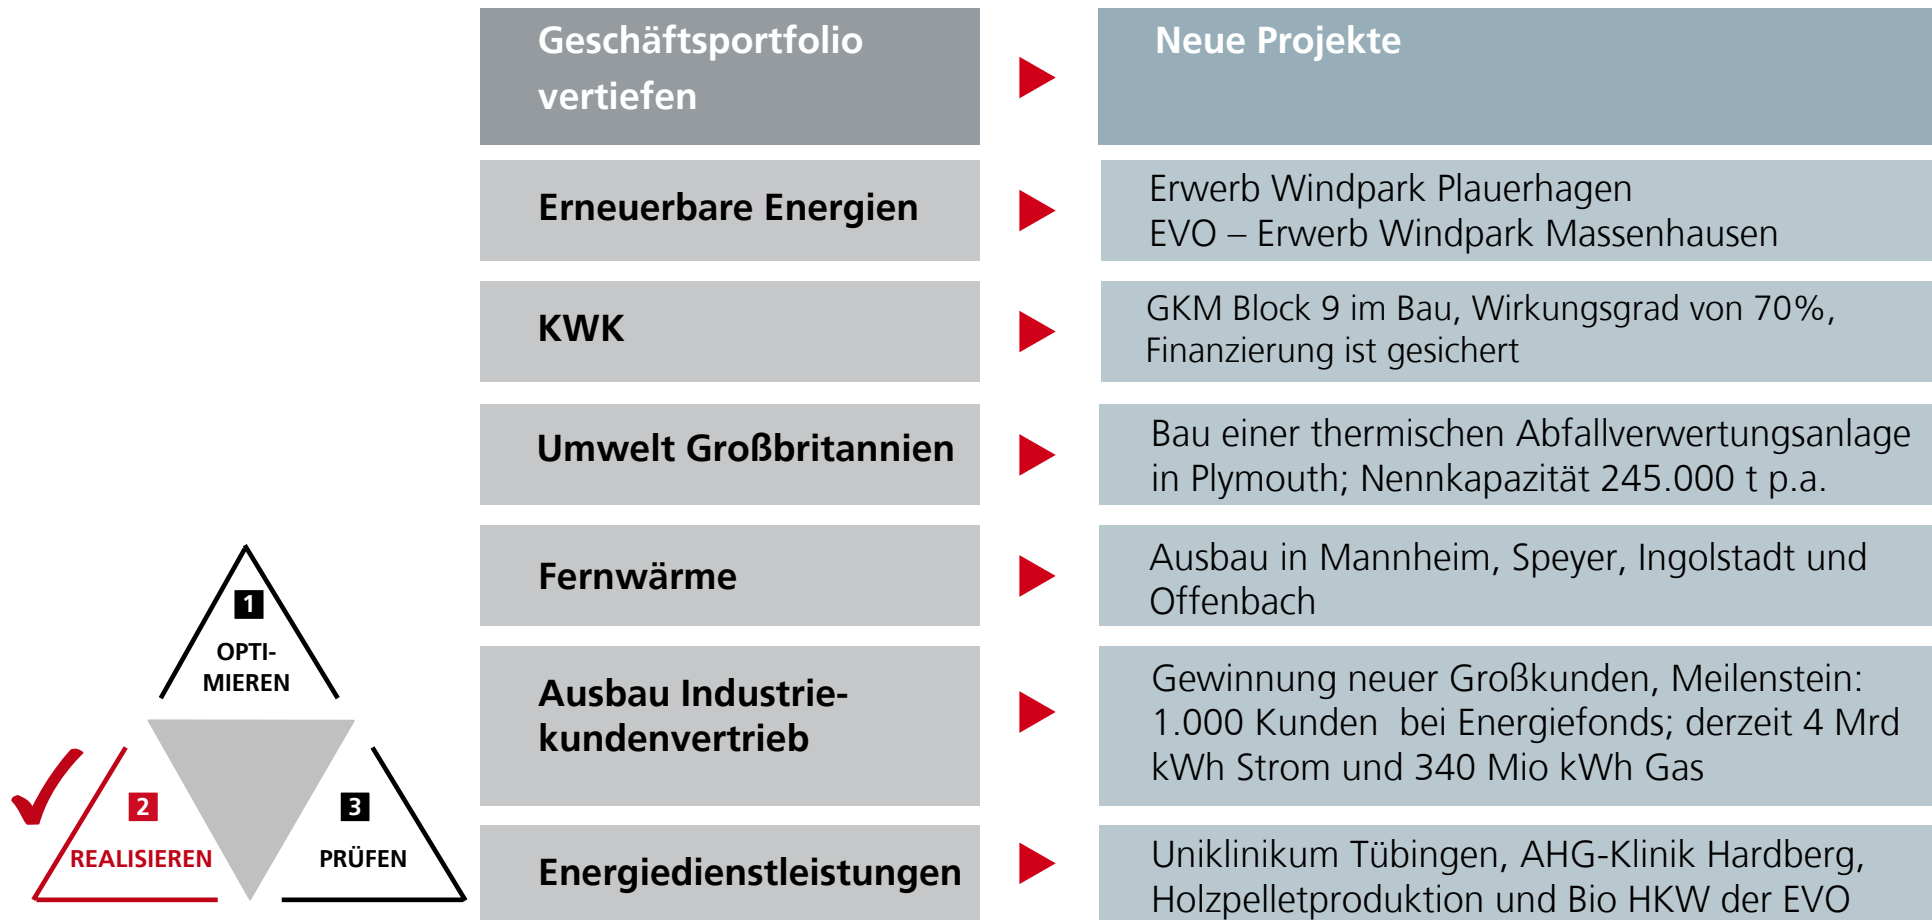 Geschäftsportfolio
vertiefen
Neue Projekte
Erneuerbare Energien
Erwerb Windpark Plauerhagen
EVO – Erwerb Windpark Massenhausen
KWK
GKM Block 9 im Bau, Wirkungsgrad von 70%,
Finanzierung ist gesichert
Umwelt Großbritannien
Bau einer thermischen Abfallverwertungsanlage
in Plymouth; Nennkapazität 245.000 t p.a.
Fernwärme
Ausbau in Mannheim, Speyer, Ingolstadt und
Offenbach
Ausbau Industrie-
kundenvertrieb
Gewinnung neuer Großkunden, Meilenstein:
1.000 Kunden bei Energiefonds; derzeit 4 Mrd
kWh Strom und 340 Mio kWh Gas
Energiedienstleistungen
Uniklinikum Tübingen, AHG-Klinik Hardberg,
Holzpelletproduktion und Bio HKW der EVO
1
OPTI-
MIEREN
2
REALISIEREN
3
PRÜFEN